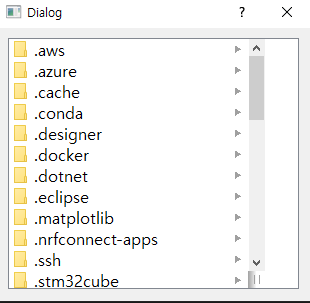 Dialog
.aws
.azure
.cache
.conda
.designer
.docker
.dotnet
.eclipse
.matplotlib
.nrfconnect-apps
.ssh
.stm32cube